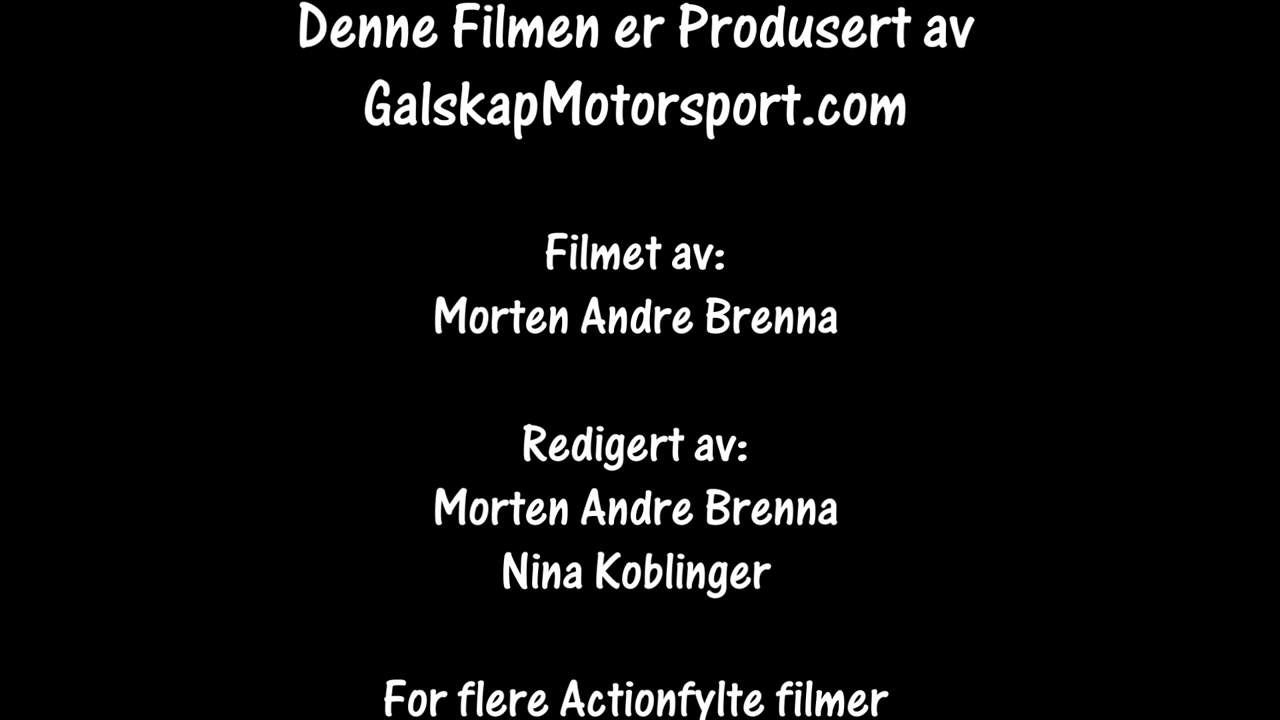 Denne Filmen er Produsert av
GalskapMotorsport.com
Filmet av:
Morten Andre Brenna
Redigert av:
Morten Andre Brenna
Nina Koblinger
For flere Actionfylte filmer